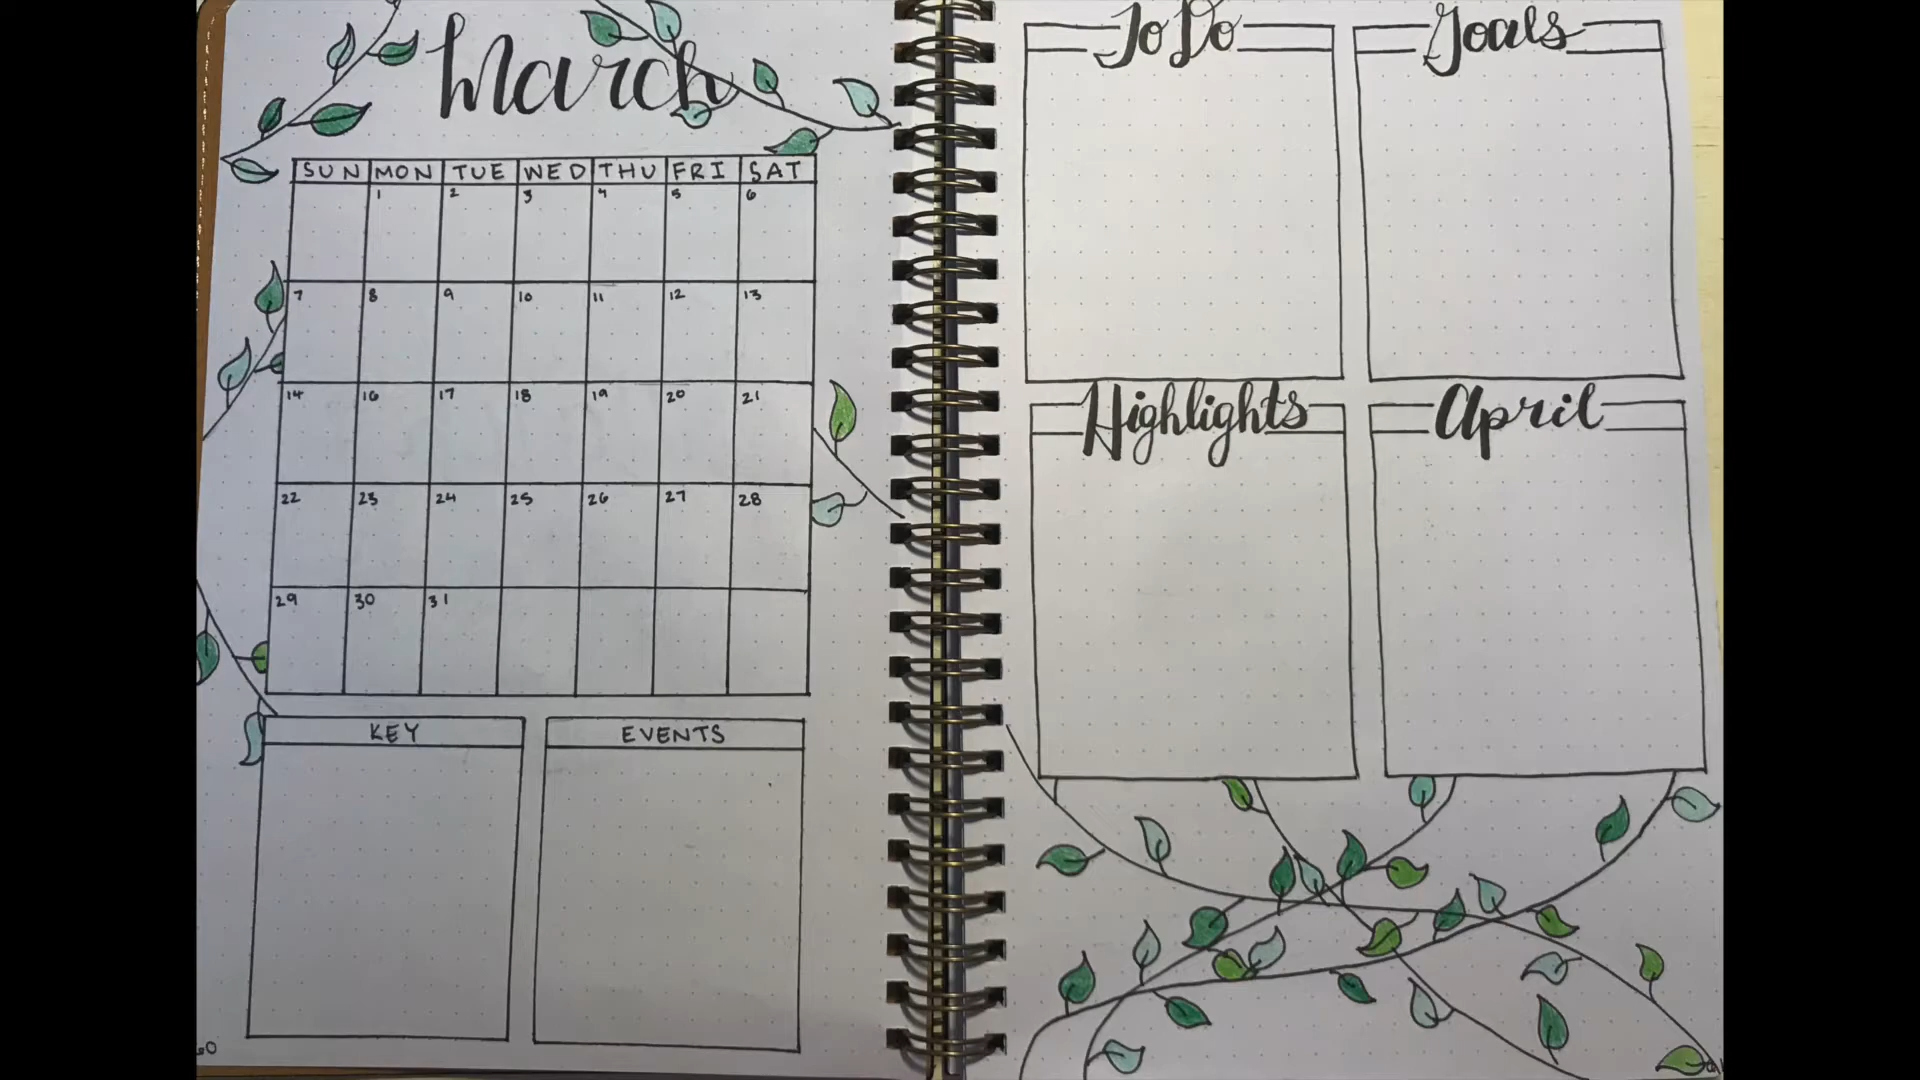 March
SUN MON TUE WED THU FRI SAT
1 2 3 4 5 6
7 8 9 10 11 12 13
14 16 17 18 19 20 21
22 23 24 25 26 27 28
29 30 31
KEY EVENTS
To Do Goals
Highlights April